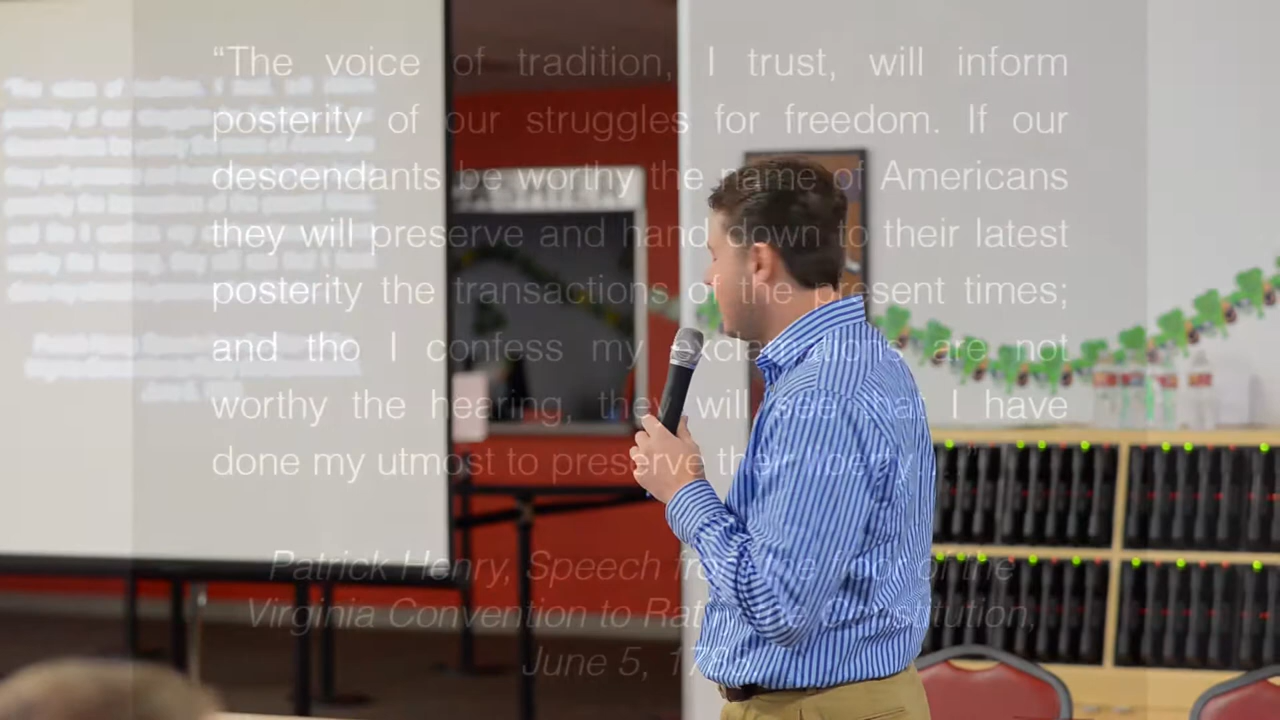 “The voice of tradition, I trust, will inform
posterity of our struggles for freedom. If our
descendants be worthy the name of Americans
they will preserve and hand down to their latest
posterity the transactions of the present times;
and tho I confess my exclamations are not
worthy the hearing, they will see that I have
done my utmost to preserve their liberty
Patrick Henry, Speech from the floor of the
Virginia Convention to Ratify the Constitution,
June 5, 1788